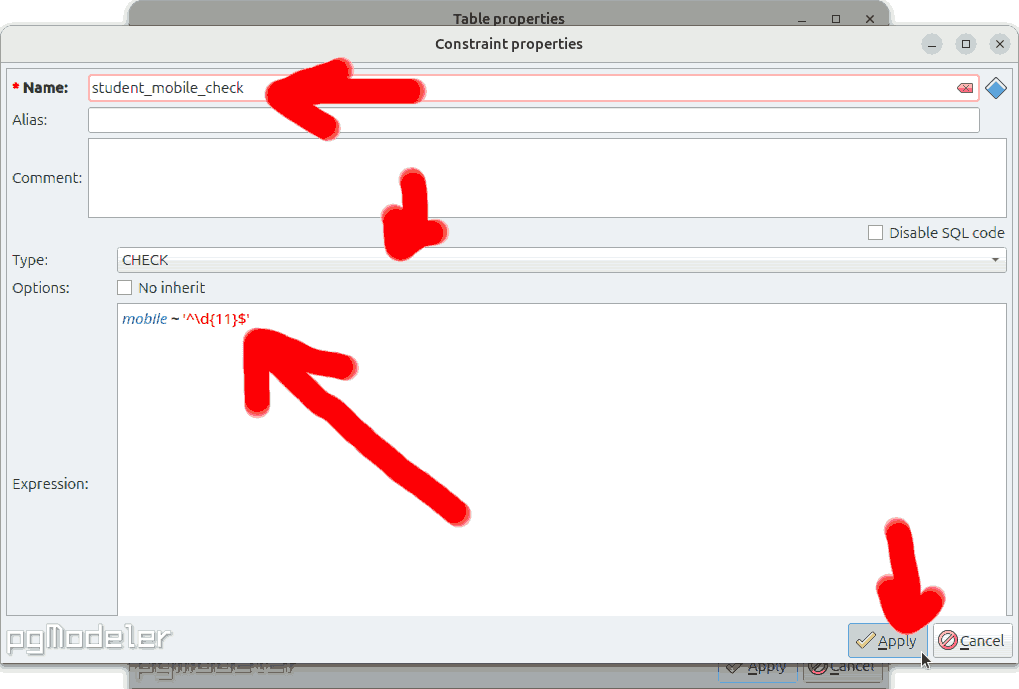 Table properties
Constraint properties
* Name: student_mobile_check
Alias:
Comment:
Disable SQL code
Type: CHECK
Options: No inherit
mobile ~ '^\d{11}$'
Expression:
pgModeler
Apply Cancel
pgModeler Apply Cancel